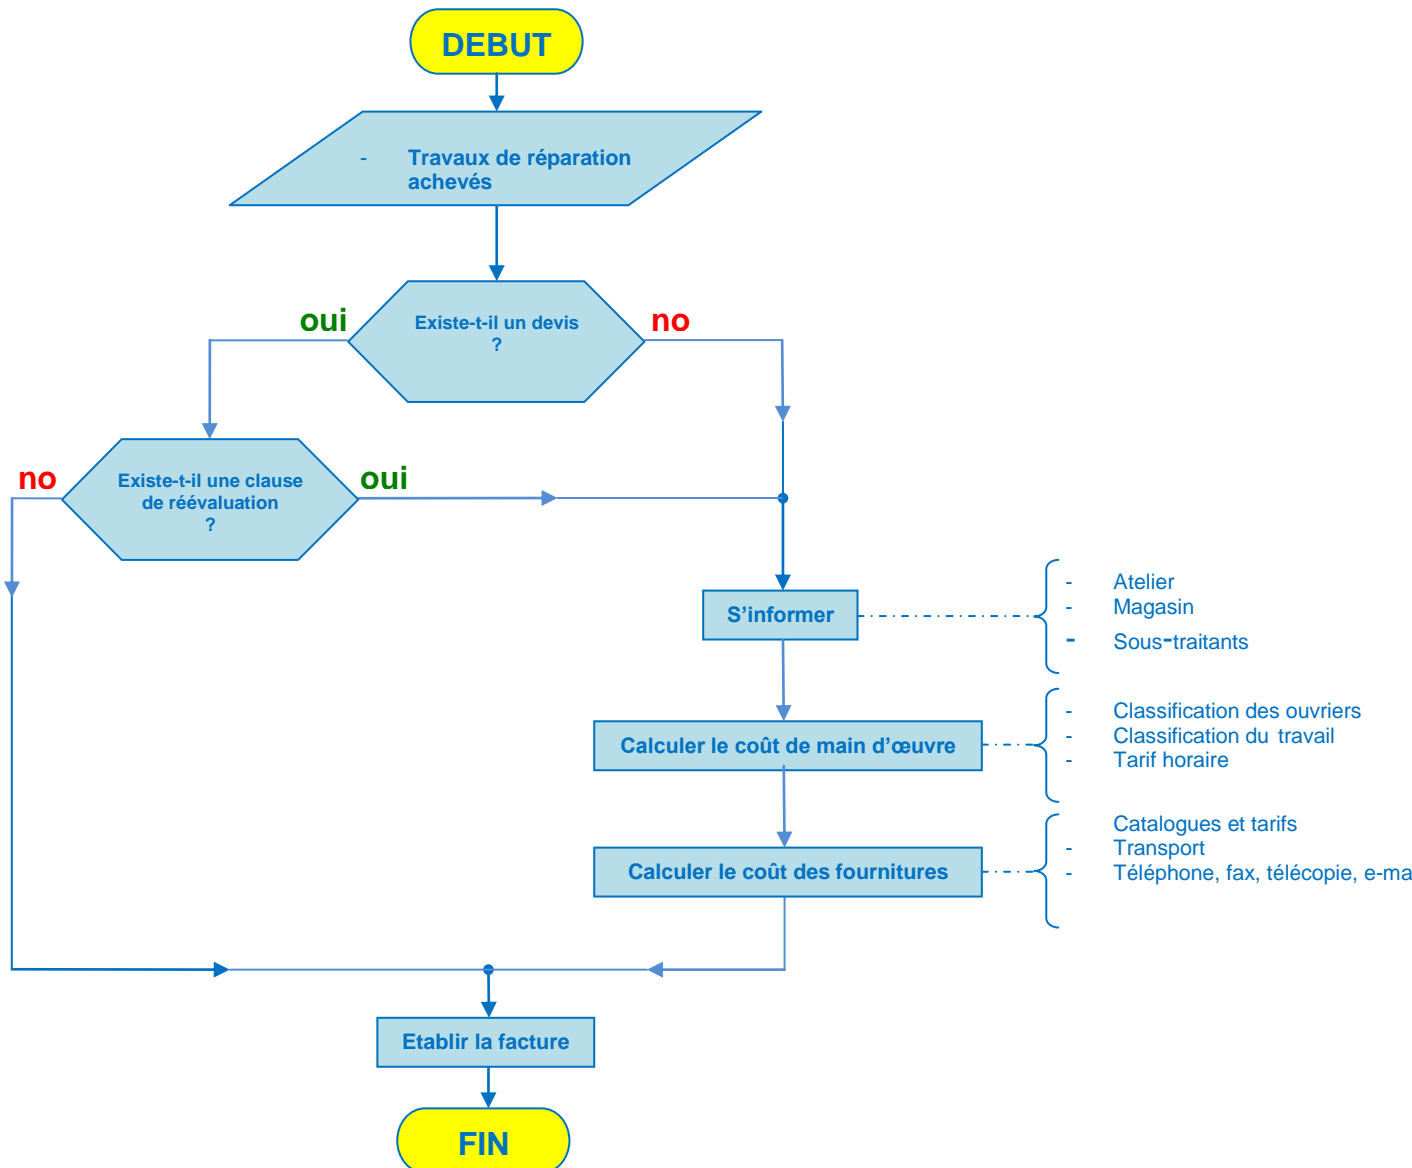 DEBUT
- Travaux de réparation
achevés
oui
Existe-t-il un devis
?
no
no
Existe-t-il une clause
de réévaluation
?
oui
S'informer
- Atelier
- Magasin
- Sous-traitants
Calculer le coût de main d'œuvre
- Classification des ouvriers
- Classification du travail
- Tarif horaire
Calculer le coût des fournitures
Catalogues et tarifs
- Transport
- Téléphone, fax, télécopie, e-ma
Etablir la facture
FIN